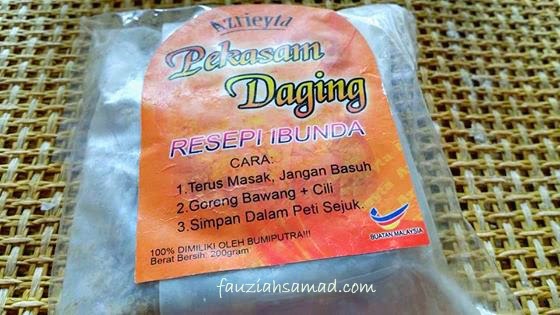 Azrieyta
Pekasam
Daging
RESEPI IBUNDA
CARA:
1.Terus Masak, Jangan Basuh
2.Goreng Bawang + Cili
3.Simpan Dalam Peti Sejuk.
BUATAN MALAYSIA
100% DIMILIKI OLEH BUMIPUTRA!!!
Berat Bersih: 200gram
fauziahsamad.com